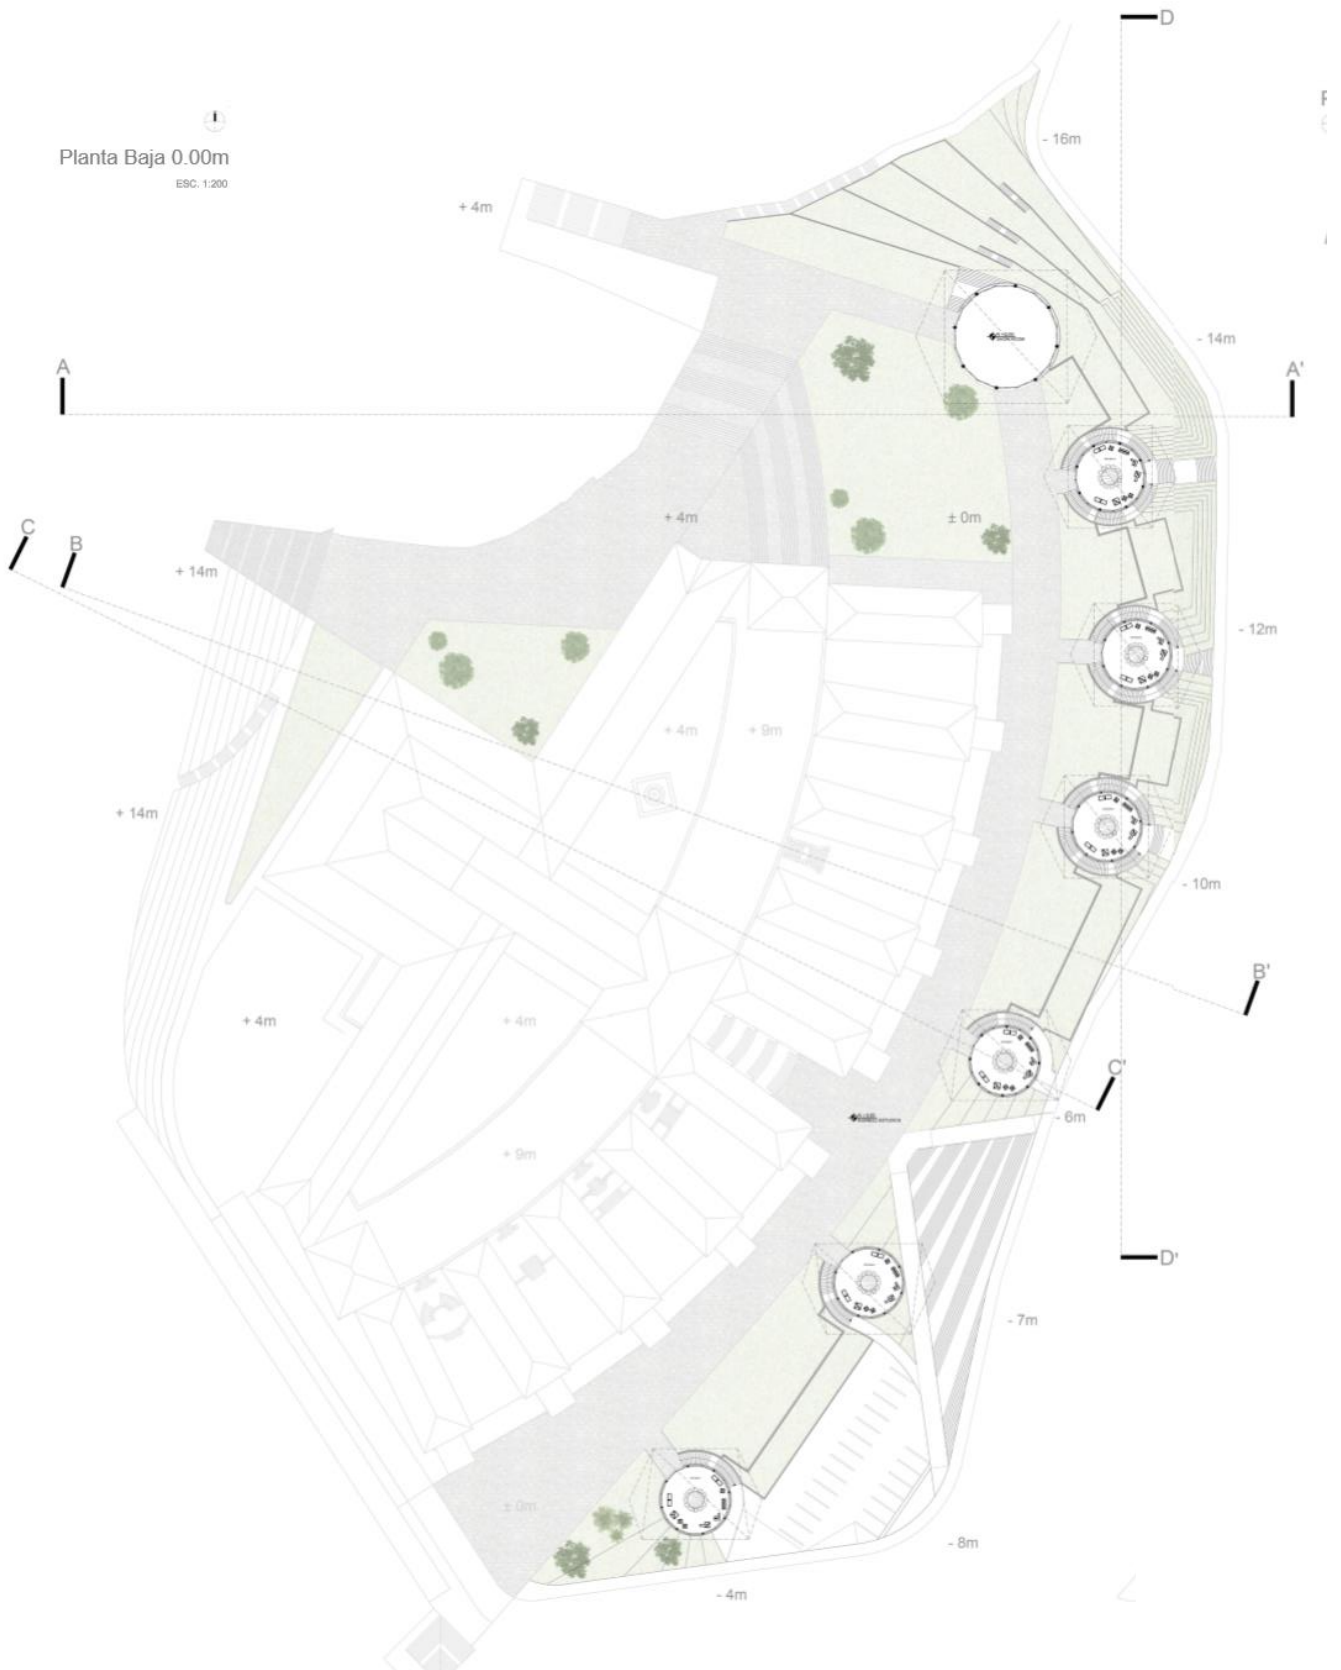 D
Planta Baja 0.00m
ESC. 1:200
- 16m
+ 4m
- 14m
A
A'
C
B
+ 4m
± 0m
+ 14m
- 12m
+ 4m
+ 9m
+ 14m
- 10m
B'
+ 4m
+ 4m
C'
- 6m
+ 9m
D'
- 7m
± 0m
- 8m
- 4m